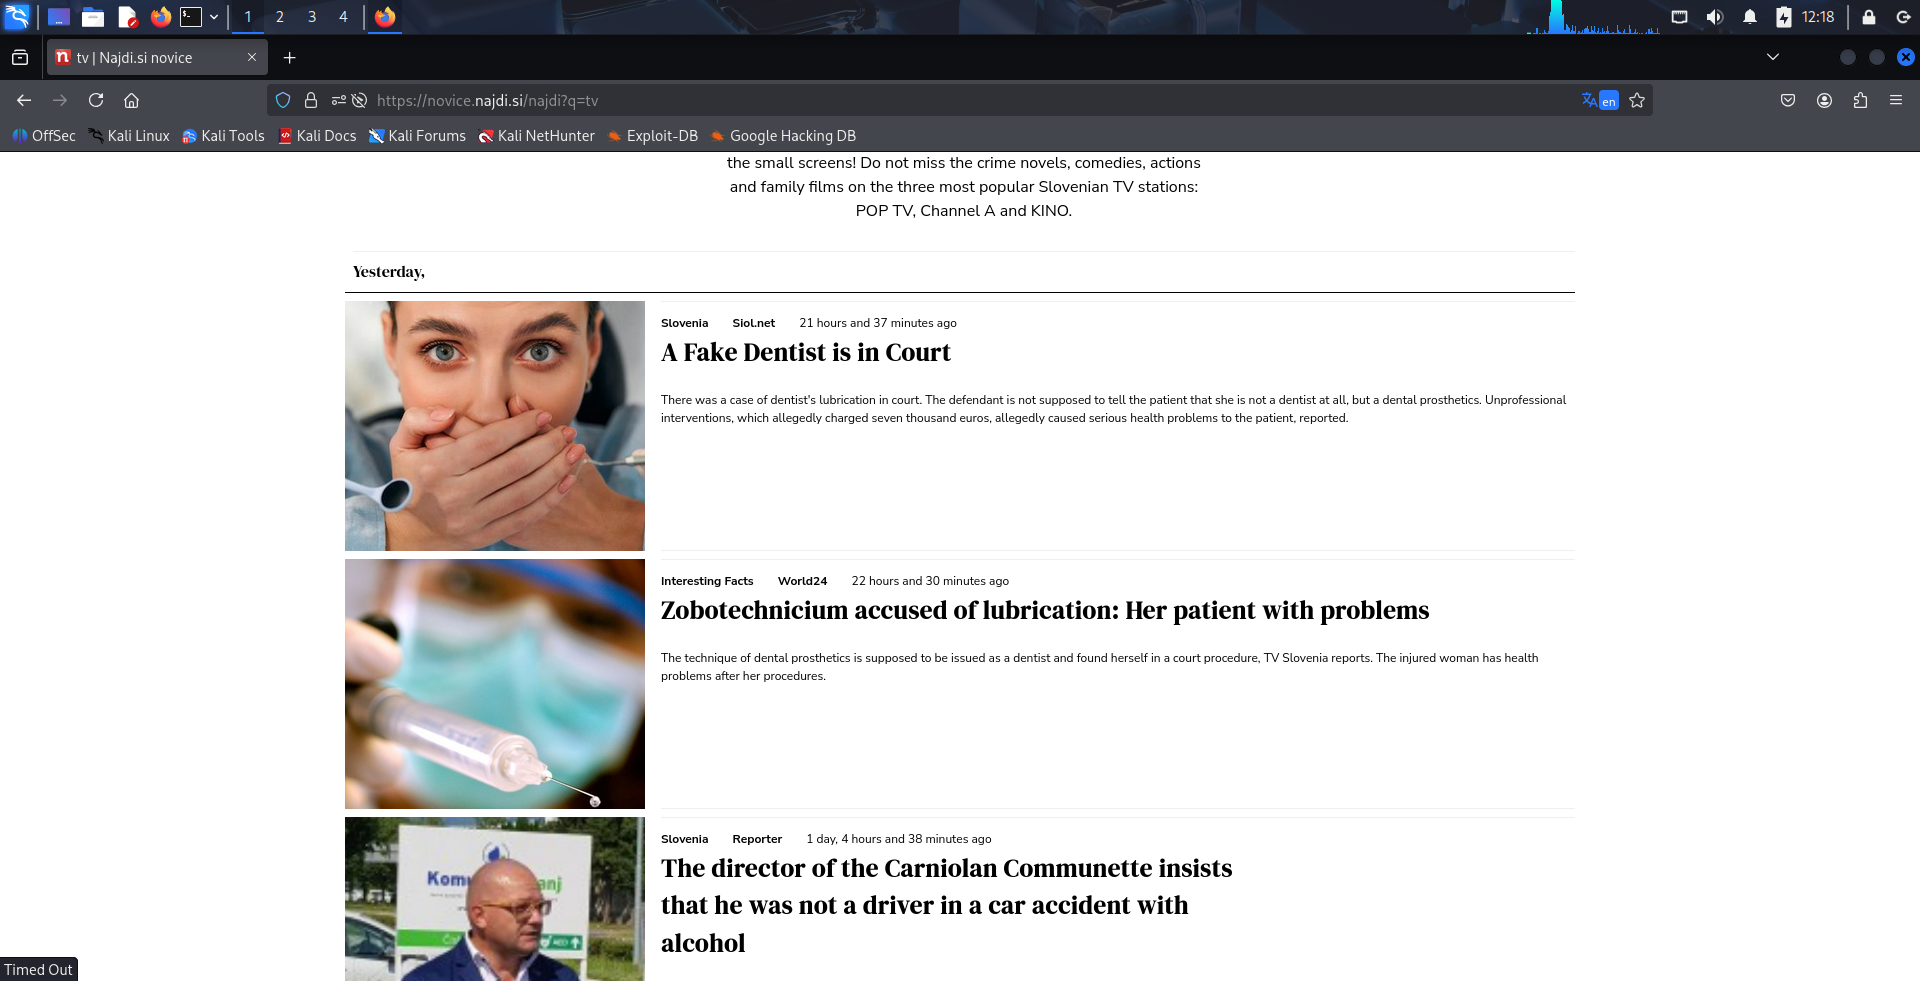 1 2 3 4 12:18
tv | Najdi.si novice
https://novice.najdi.si/najdi?q=tv en
OffSec Kali Linux Kali Tools Kali Docs Kali Forums Kali NetHunter Exploit-DB Google Hacking DB
the small screens! Do not miss the crime novels, comedies, actions
and family films on the three most popular Slovenian TV stations:
POP TV, Channel A and KINO.
Yesterday,
Slovenia Siol.net 21 hours and 37 minutes ago
A Fake Dentist is in Court
There was a case of dentist's lubrication in court. The defendant is not supposed to tell the patient that she is not a dentist at all, but a dental prosthetics. Unprofessional
interventions, which allegedly charged seven thousand euros, allegedly caused serious health problems to the patient, reported.
Interesting Facts World24 22 hours and 30 minutes ago
Zobotechnicium accused of lubrication: Her patient with problems
The technique of dental prosthetics is supposed to be issued as a dentist and found herself in a court procedure, TV Slovenia reports. The injured woman has health
problems after her procedures.
Slovenia Reporter 1 day, 4 hours and 38 minutes ago
The director of the Carniolan Communette insists
that he was not a driver in a car accident with
alcohol
Timed Out